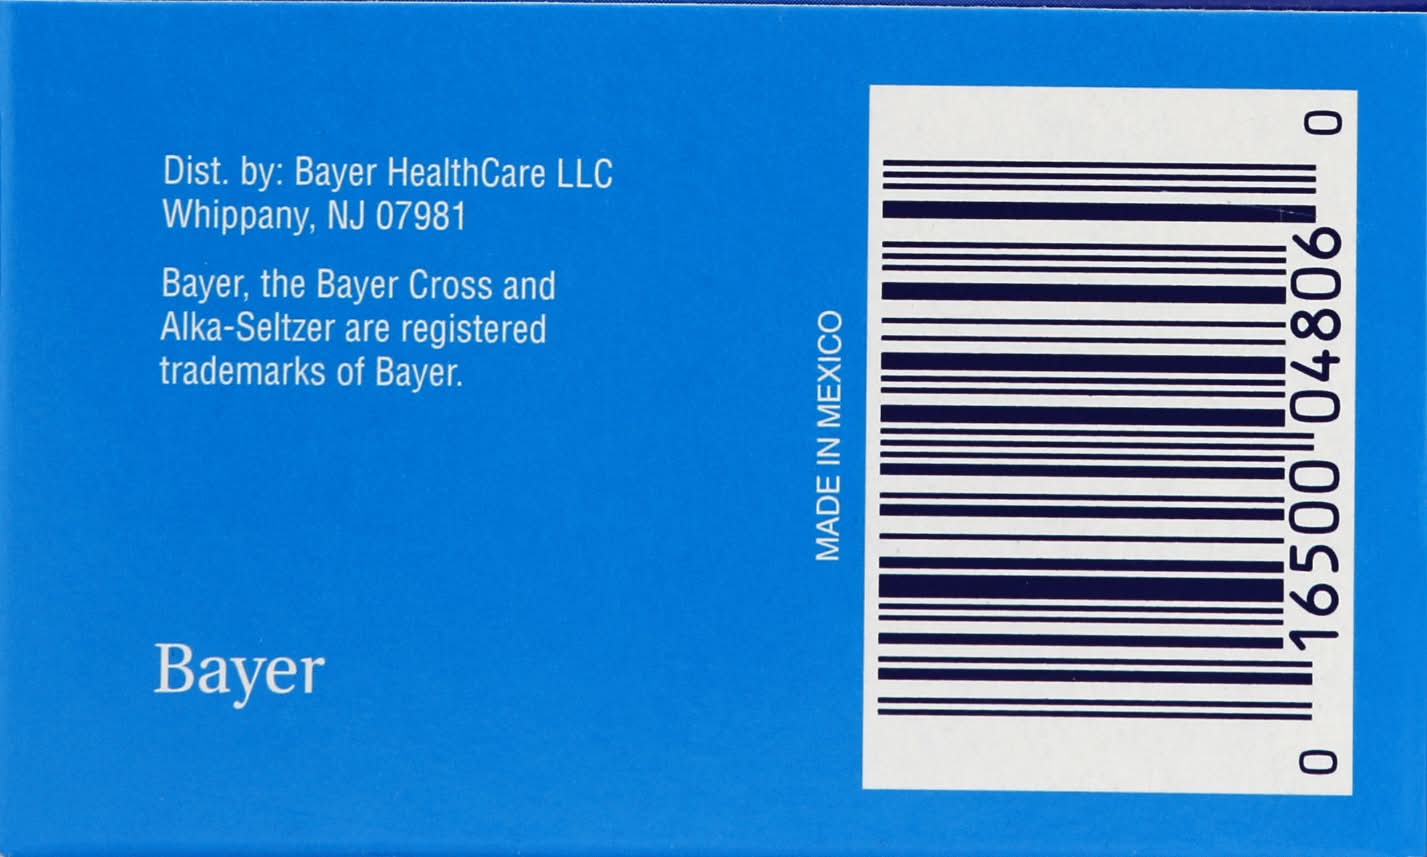 Dist. by: Bayer HealthCare LLC
Whippany, NJ 07981
Bayer, the Bayer Cross and
Alka-Seltzer are registered
trademarks of Bayer.
Bayer
MADE IN MEXICO
0 16500 04806 0